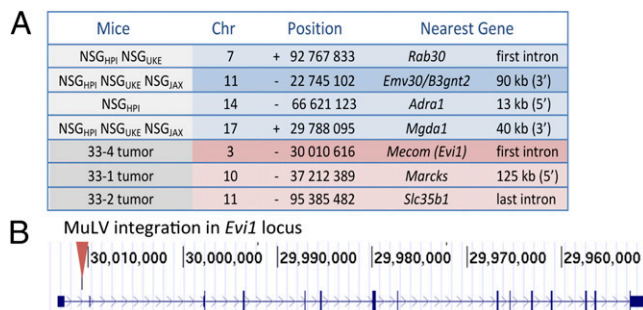 A
Mice Chr Position Nearest Gene
NSGHPI NSGUKE 7 + 92 767 833 Rab30 first intron
NSGHPI NSGUKE NSGJAX 11 - 22 745 102 Emv30/B3gnt2 90 kb (3′)
NSGHPI 14 - 66 621 123 Adra1 13 kb (5′)
NSGHPI NSGUKE NSGJAX 17 + 29 788 095 Mgda1 40 kb (3′)
33-4 tumor 3 - 30 010 616 Mecom (Evi1) first intron
33-1 tumor 10 - 37 212 389 Marcks 125 kb (5′)
33-2 tumor 11 - 95 385 482 Slc35b1 last intron
B MuLV integration in Evi1 locus
30,010,000 30,000,000 29,990,000 29,980,000 29,970,000 29,960,000